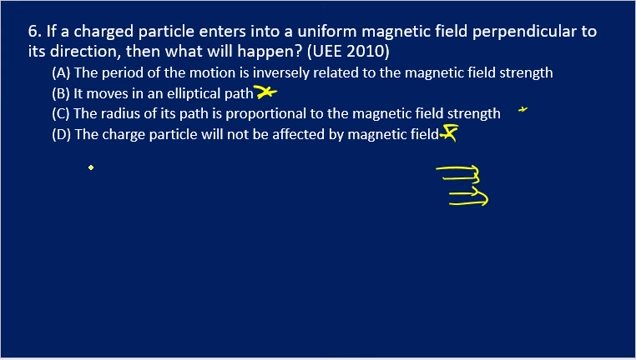 6. If a charged particle enters into a uniform magnetic field perpendicular to
its direction, then what will happen? (UEE 2010)
(A) The period of the motion is inversely related to the magnetic field strength
(B) It moves in an elliptical path
(C) The radius of its path is proportional to the magnetic field strength
(D) The charge particle will not be affected by magnetic field